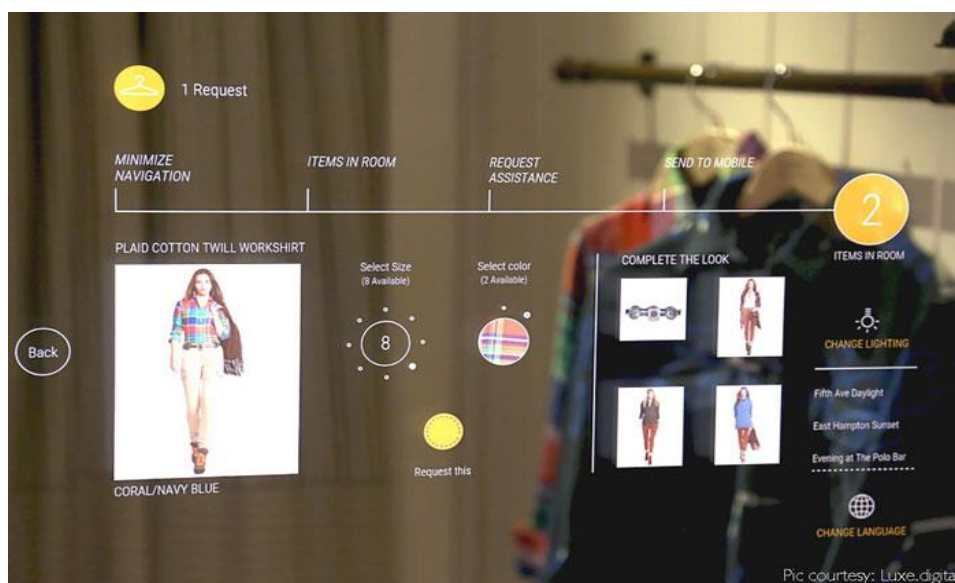 2
1 Request
MINIMIZE
NAVIGATION
ITEMS IN ROOM
REQUEST
ASSISTANCE
SEND TO MOBILE
2
ITEMS IN ROOM
PLAID COTTON TWILL WORKSHIRT
Select Size
(8 Available)
8
Select color
(2 Available)
COMPLETE THE LOOK
Back
CHANGE LIGHTING
Fifth Ave Daylight
East Hampton Sunset
Evening at The Polo Bar
Request this
CORAL/NAVY BLUE
CHANGE LANGUAGE
Pic courtesy: Luxe.digita